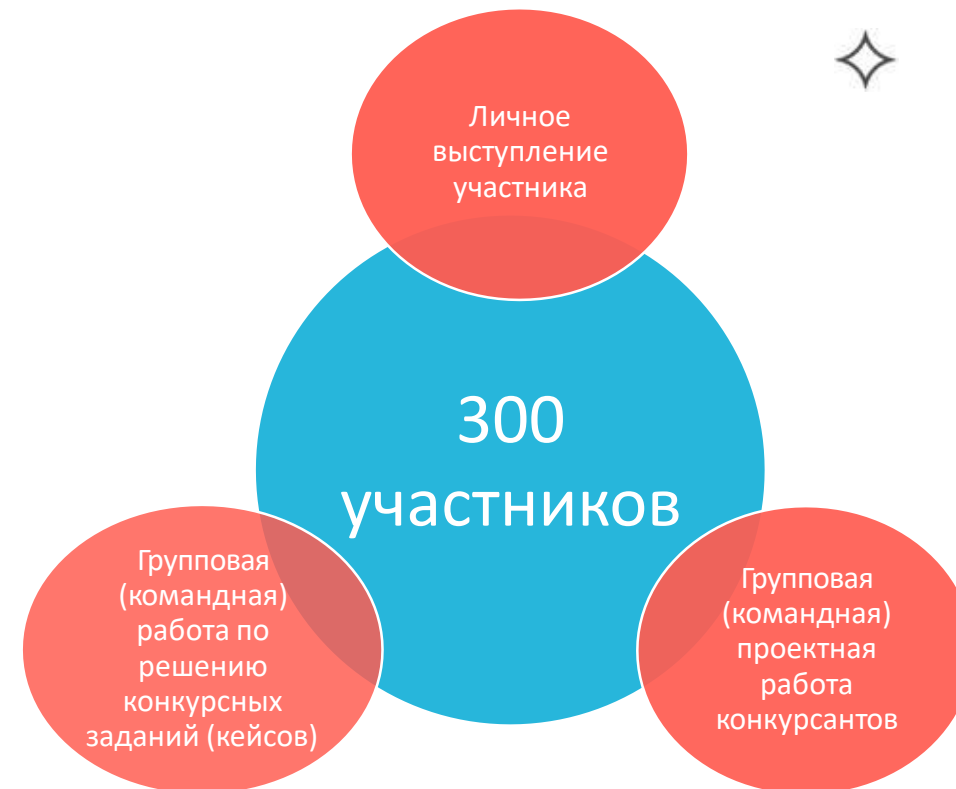 Личное
выступление
участника
300
участников
Групповая
(командная)
работа по
решению
конкурсных
заданий (кейсов)
Групповая
(командная)
проектная
работа
конкурсантов